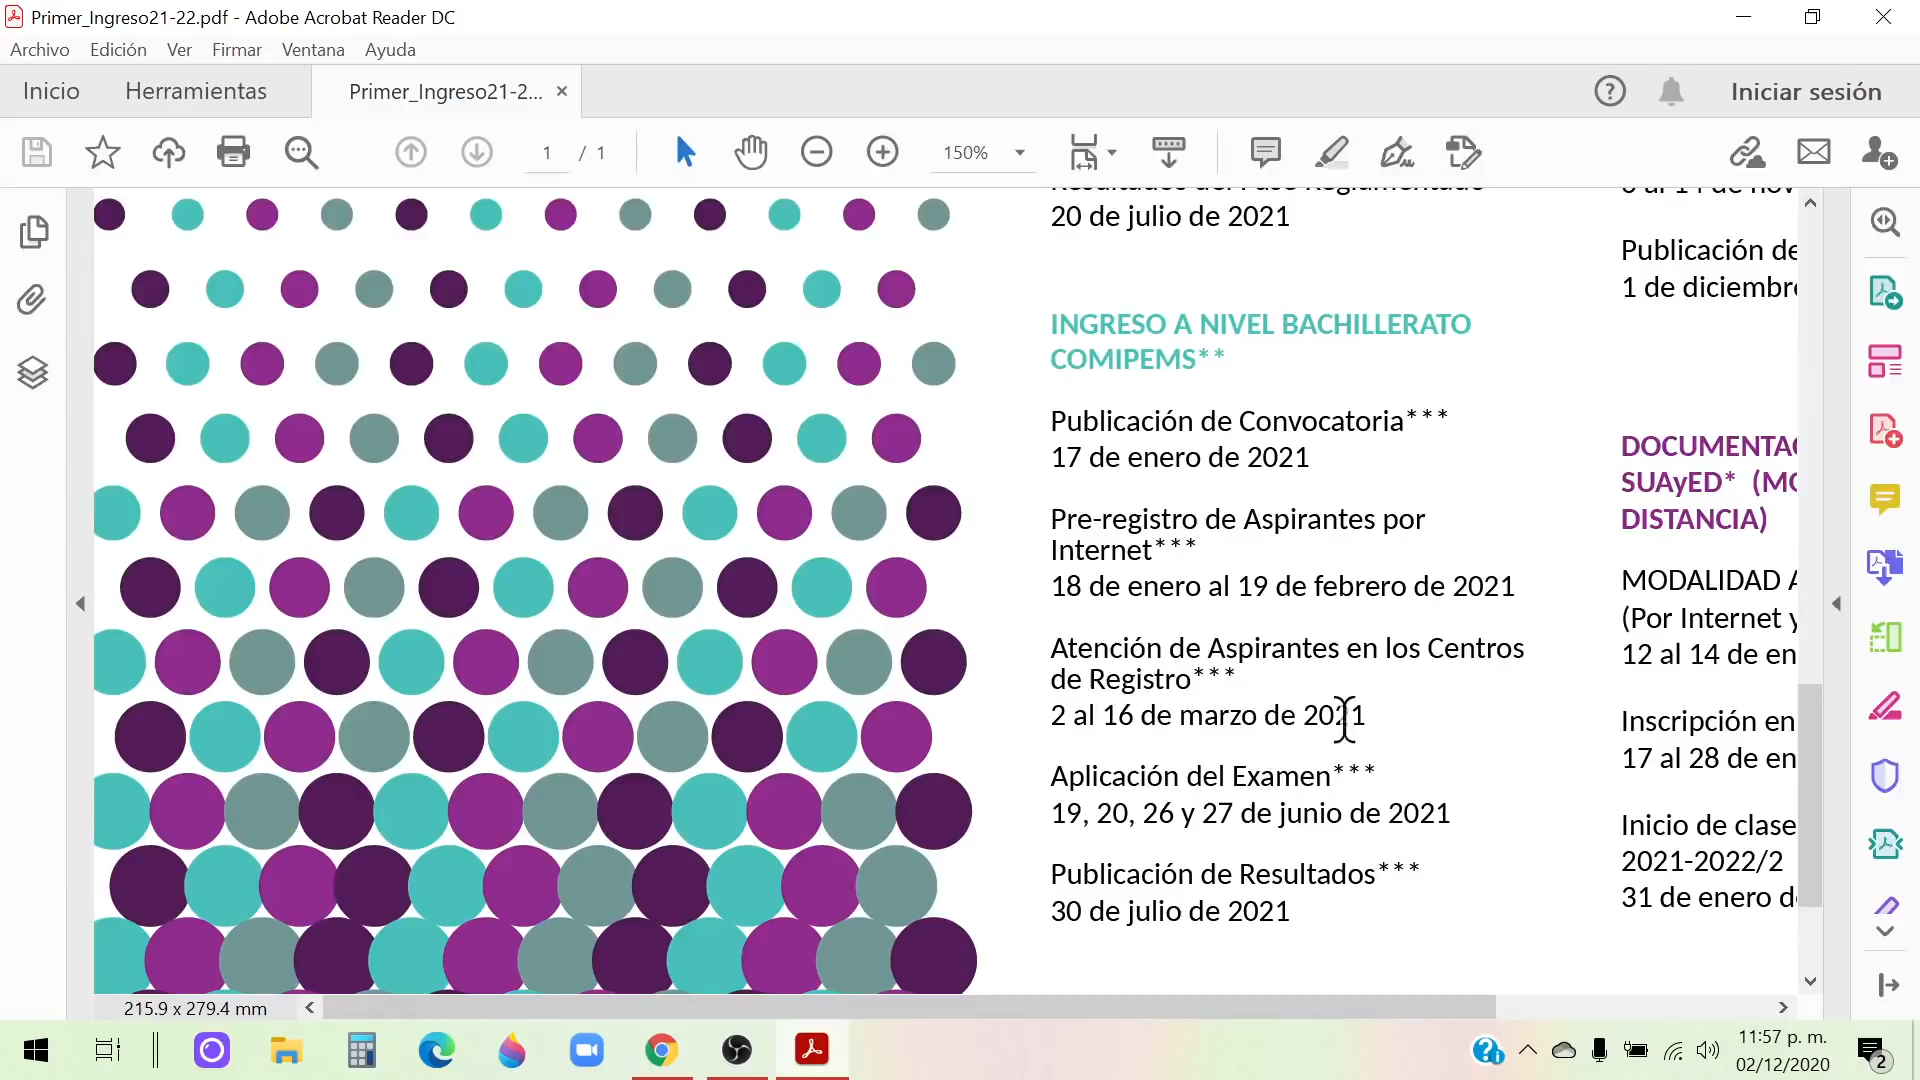 Primer_Ingreso21-22.pdf - Adobe Acrobat Reader DC
Archivo Edición Ver Firmar Ventana Ayuda
Inicio Herramientas Primer_Ingreso21-2... × Iniciar sesión
1 / 1 150%
20 de julio de 2021
INGRESO A NIVEL BACHILLERATO
COMIPEMS**
Publicación de Convocatoria***
17 de enero de 2021
Pre-registro de Aspirantes por
Internet***
18 de enero al 19 de febrero de 2021
Atención de Aspirantes en los Centros
de Registro***
2 al 16 de marzo de 2021
Aplicación del Examen***
19, 20, 26 y 27 de junio de 2021
Publicación de Resultados***
30 de julio de 2021
Publicación de
1 de diciembre
DOCUMENTAC
SUAyED* (MO
DISTANCIA)
MODALIDAD A
(Por Internet y
12 al 14 de en
Inscripción en
17 al 28 de en
Inicio de clase
2021-2022/2
31 de enero d
215.9 x 279.4 mm
11:57 p. m.
02/12/2020
2